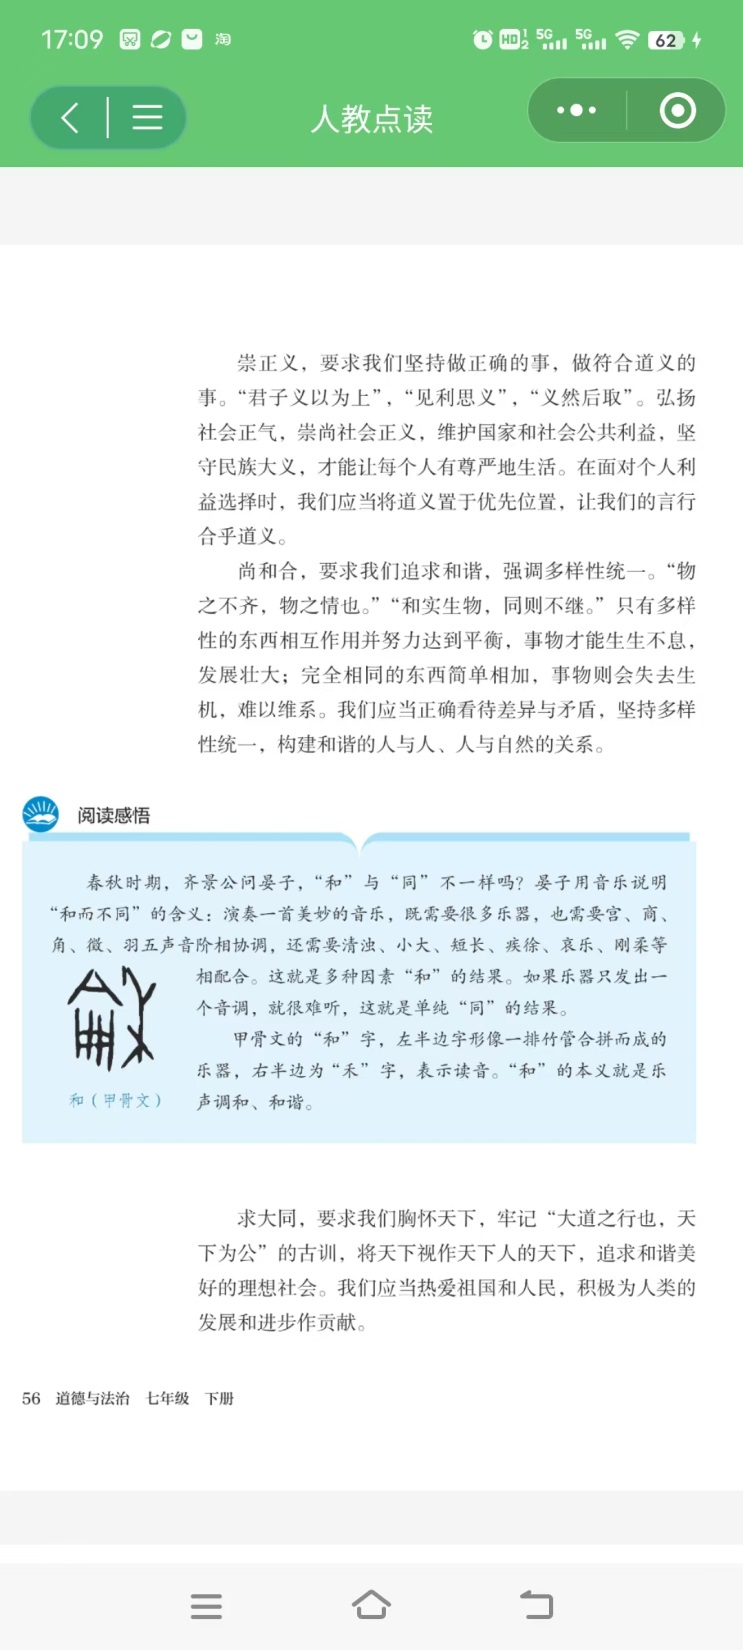 17:09
淘
HD 1 2
5G
5G
62
人教点读
崇正义，要求我们坚持做正确的事，做符合道义的
事。“君子义以为上”，“见利思义”，“义然后取”。弘扬
社会正气，崇尚社会正义，维护国家和社会公共利益，坚
守民族大义，才能让每个人有尊严地生活。在面对个人利
益选择时，我们应当将道义置于优先位置，让我们的言行
合乎道义。
尚和合，要求我们追求和谐，强调多样性统一。“物
之不齐，物之情也。”“和实生物，同则不继。”只有多样
性的东西相互作用并努力达到平衡，事物才能生生不息，
发展壮大；完全相同的东西简单相加，事物则会失去生
机，难以维系。我们应当正确看待差异与矛盾，坚持多样
性统一，构建和谐的人与人、人与自然的关系。
阅读感悟
春秋时期，齐景公问晏子，“和”与“同”不一样吗？晏子用音乐说明
“和而不同”的含义：演奏一首美妙的音乐，既需要很多乐器，也需要宫、商、
角、徵、羽五声音阶相协调，还需要清浊、小大、短长、疾徐、哀乐、刚柔等
相配合。这就是多种因素“和”的结果。如果乐器只发出一
个音调，就很难听，这就是单纯“同”的结果。
甲骨文的“和”字，左半边字形像一排竹管合拼而成的
乐器，右半边为“禾”字，表示读音。“和”的本义就是乐
声调和、和谐。
和（甲骨文）
求大同，要求我们胸怀天下，牢记“大道之行也，天
下为公”的古训，将天下视作天下人的天下，追求和谐美
好的理想社会。我们应当热爱祖国和人民，积极为人类的
发展和进步作贡献。
56 道德与法治 七年级 下册